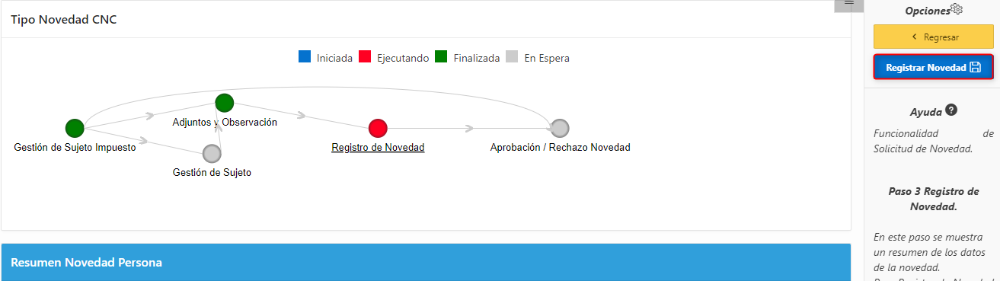 Tipo Novedad CNC
Iniciada Ejecutando Finalizada En Espera
Adjuntos y Observación
Gestión de Sujeto Impuesto
Registro de Novedad
Aprobación / Rechazo Novedad
Gestión de Sujeto
Resumen Novedad Persona
Opciones
Regresar
Registrar Novedad
Ayuda
Funcionalidad de
Solicitud de Novedad.
Paso 3 Registro de
Novedad.
En este paso se muestra
un resumen de los datos
de la novedad.